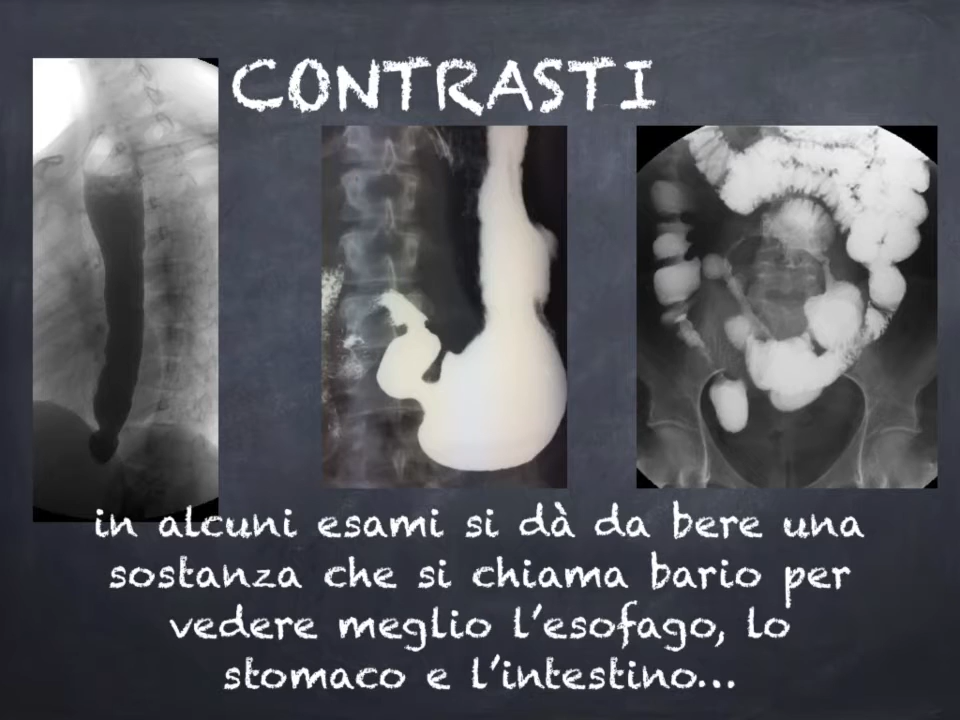 CONTRASTI
in alcuni esami si dà da bere una
sostanza che si chiama bario per
vedere meglio l'esofago, lo
stomaco e l'intestino...